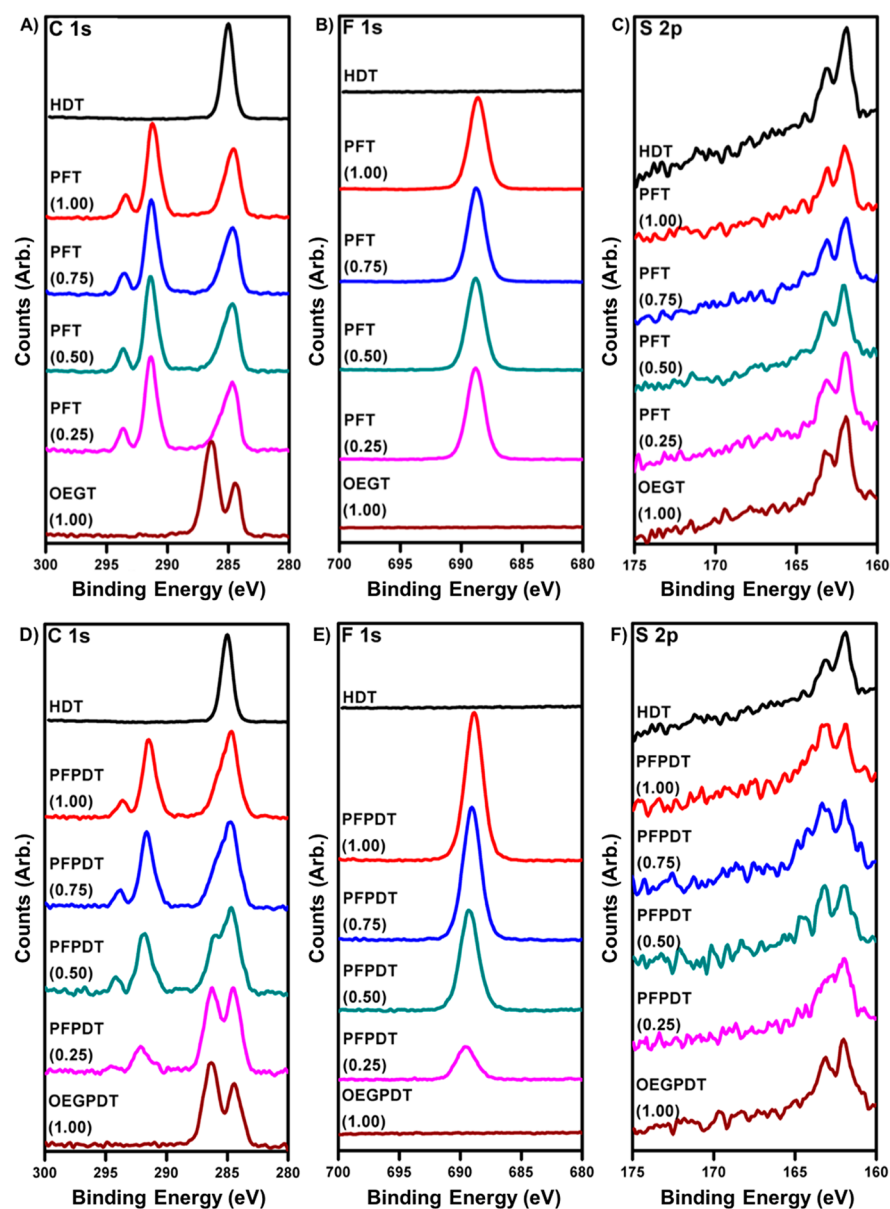 A) C 1s
HDT
PFT
(1.00)
PFT
(0.75)
PFT
(0.50)
PFT
(0.25)
OEGT
(1.00)
Counts (Arb.)
300 295 290 285 280
Binding Energy (eV)
B) F 1s
HDT
PFT
(1.00)
PFT
(0.75)
PFT
(0.50)
PFT
(0.25)
OEGT
(1.00)
Counts (Arb.)
700 695 690 685 680
Binding Energy (eV)
C) S 2p
HDT
PFT
(1.00)
PFT
(0.75)
PFT
(0.50)
PFT
(0.25)
OEGT
(1.00)
Counts (Arb.)
175 170 165 160
Binding Energy (eV)
D) C 1s
HDT
PFPDT
(1.00)
PFPDT
(0.75)
PFPDT
(0.50)
PFPDT
(0.25)
OEGPDT
(1.00)
Counts (Arb.)
300 295 290 285 280
Binding Energy (eV)
E) F 1s
HDT
PFPDT
(1.00)
PFPDT
(0.75)
PFPDT
(0.50)
PFPDT
(0.25)
OEGPDT
(1.00)
Counts (Arb.)
700 695 690 685 680
Binding Energy (eV)
F) S 2p
HDT
PFPDT
(1.00)
PFPDT
(0.75)
PFPDT
(0.50)
PFPDT
(0.25)
OEGPDT
(1.00)
Counts (Arb.)
175 170 165 160
Binding Energy (eV)